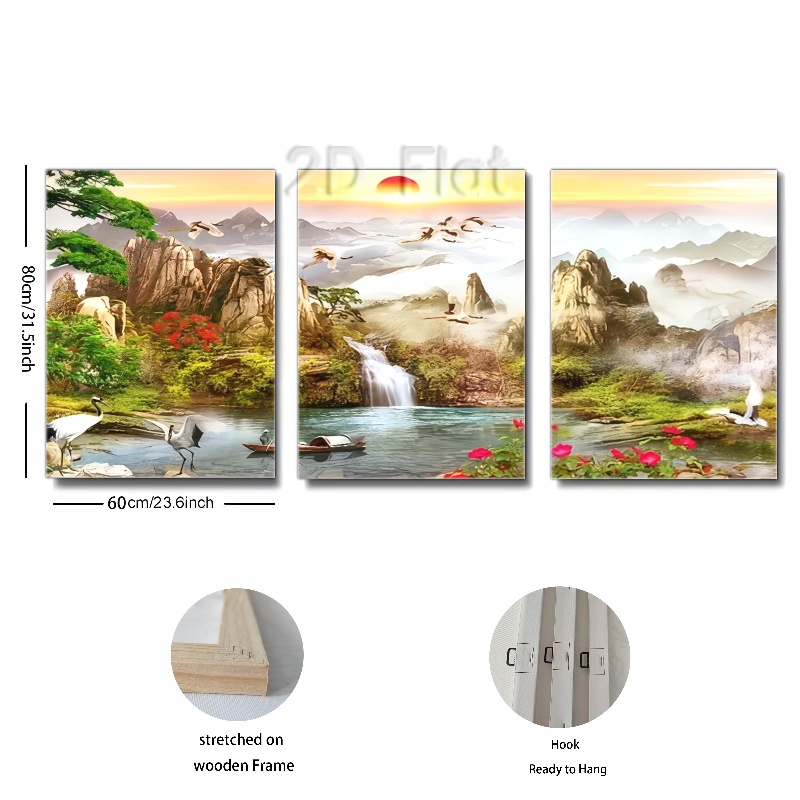 2D Flat
80cm/31.5inch
60cm/23.6inch
stretched on
wooden Frame
Hook
Ready to Hang